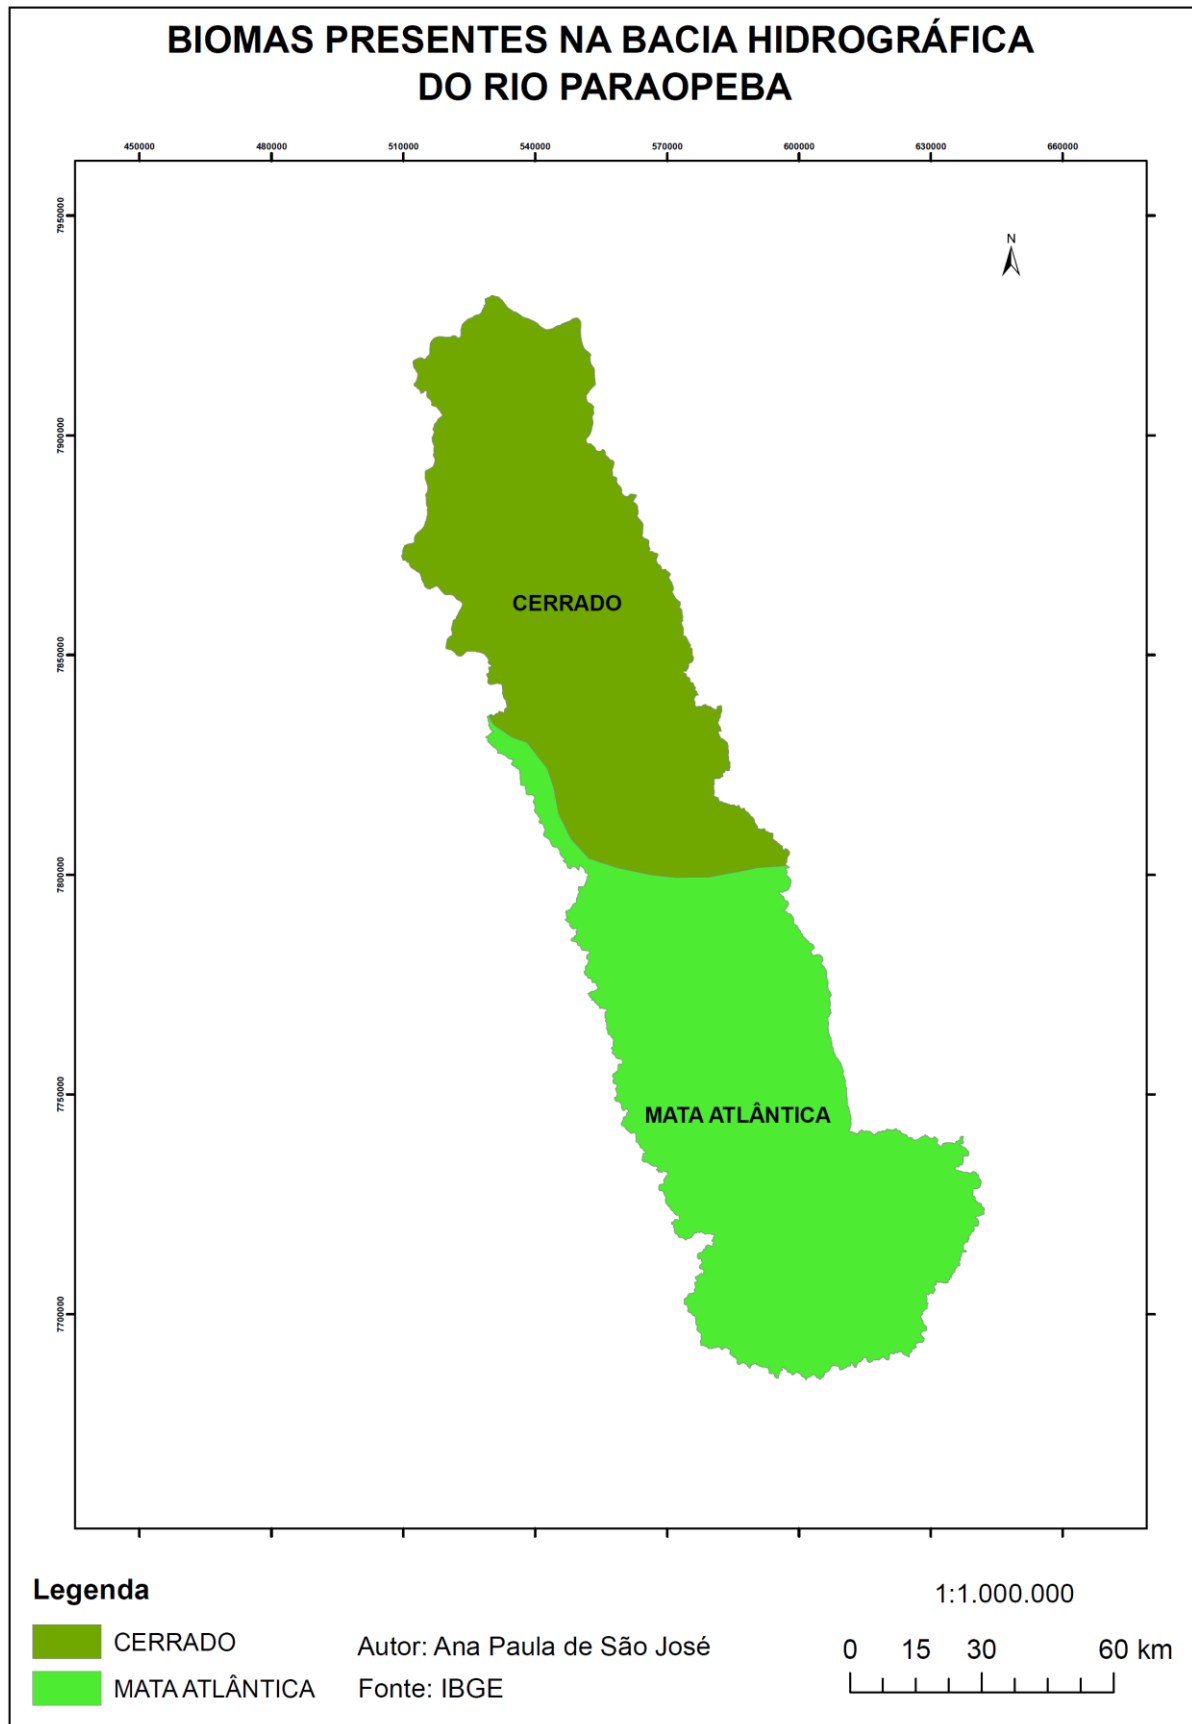 BIOMAS PRESENTES NA BACIA HIDROGRÁFICA
DO RIO PARAOPEBA
450000 480000 510000 540000 570000 600000 630000 660000
7950000
N
7900000
CERRADO
7850000
7800000
7750000
MATA ATLÂNTICA
7700000
Legenda
1:1.000.000
CERRADO
Autor: Ana Paula de São José
0 15 30 60 km
MATA ATLÂNTICA
Fonte: IBGE